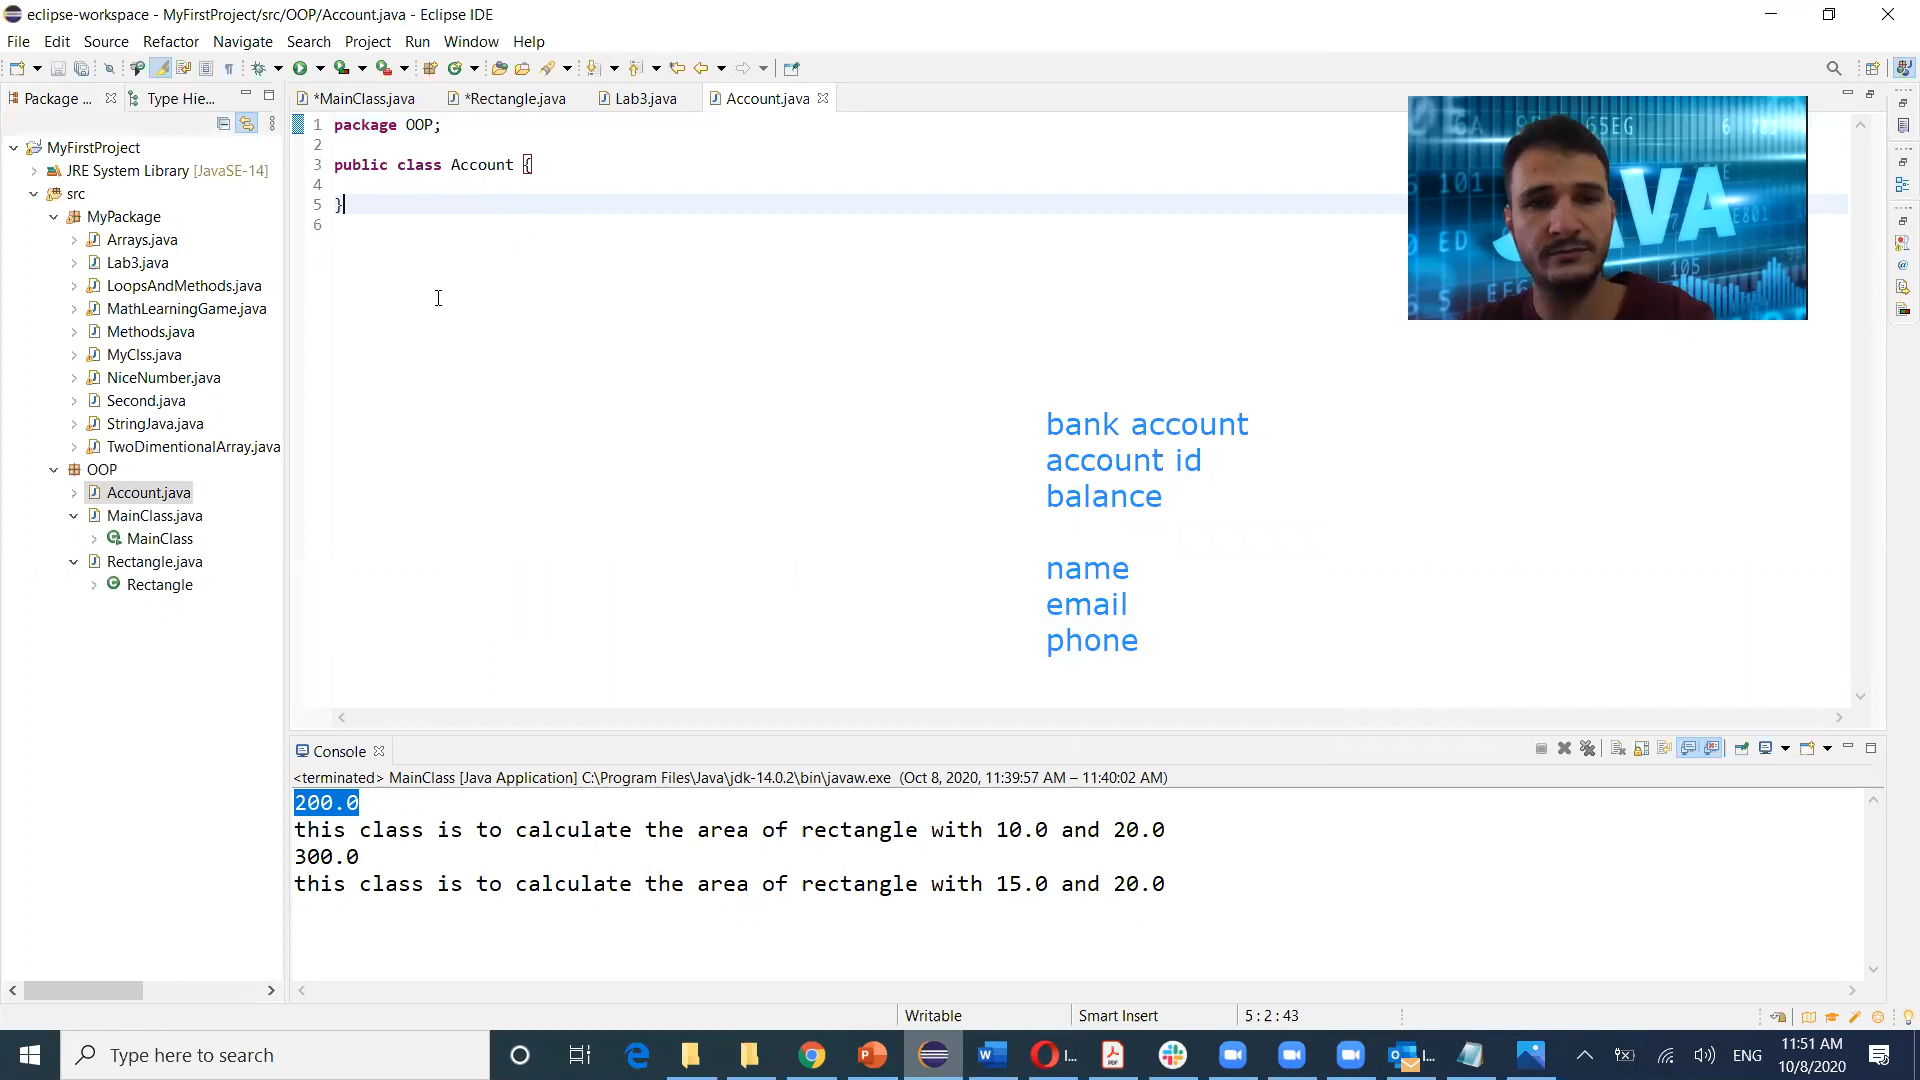 eclipse-workspace - MyFirstProject/src/OOP/Account.java - Eclipse IDE
File Edit Source Refactor Navigate Search Project Run Window Help
Package ... Type Hie...
*MainClass.java *Rectangle.java Lab3.java Account.java
MyFirstProject
JRE System Library [JavaSE-14]
src
MyPackage
Arrays.java
Lab3.java
LoopsAndMethods.java
MathLearningGame.java
Methods.java
MyClss.java
NiceNumber.java
Second.java
StringJava.java
TwoDimentionalArray.java
OOP
Account.java
MainClass.java
MainClass
Rectangle.java
Rectangle
1 package OOP;
2
3 public class Account {
4
5 }
6
bank account
account id
balance
name
email
phone
Console
<terminated> MainClass [Java Application] C:\Program Files\Java\jdk-14.0.2\bin\javaw.exe (Oct 8, 2020, 11:39:57 AM – 11:40:02 AM)
200.0
this class is to calculate the area of rectangle with 10.0 and 20.0
300.0
this class is to calculate the area of rectangle with 15.0 and 20.0
Writable Smart Insert 5 : 2 : 43
Type here to search
ENG
11:51 AM
10/8/2020